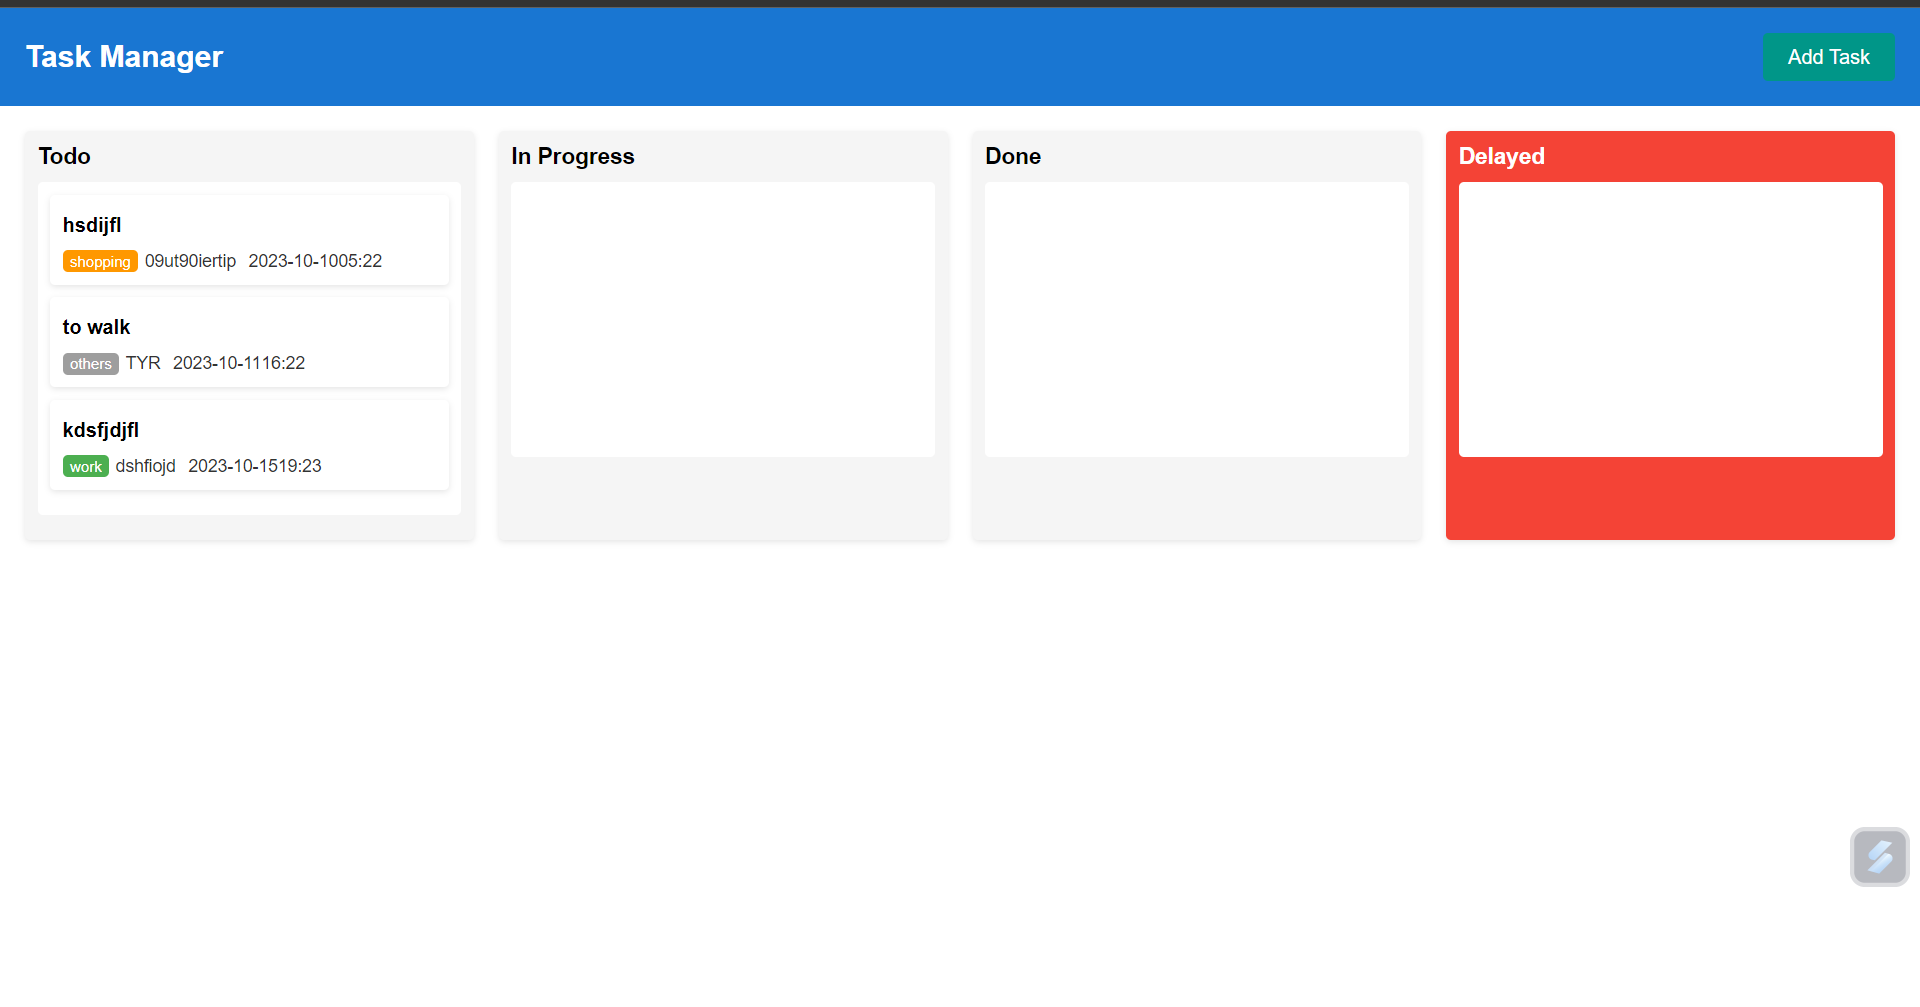 Task Manager
Add Task
Todo
hsdijfl
shopping 09ut90iertip 2023-10-1005:22
to walk
others TYR 2023-10-1116:22
kdsfjdjfl
work dshfiojd 2023-10-1519:23
In Progress
Done
Delayed